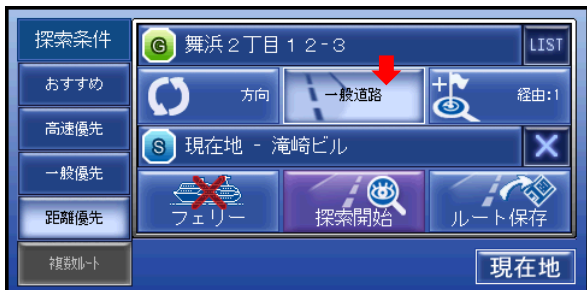 探索条件
おすすめ
高速優先
一般優先
距離優先
複数ルート
G 舞浜2丁目12-3 LIST
方向 一般道路 経由:1
S 現在地 - 滝崎ビル
フェリー 探索開始 ルート保存
現在地